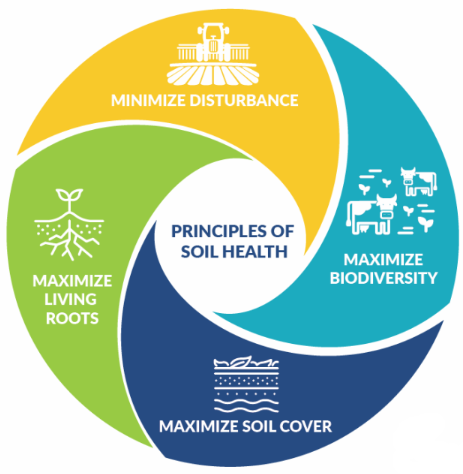 MINIMIZE DISTURBANCE
PRINCIPLES OF
SOIL HEALTH
MAXIMIZE
BIODIVERSITY
MAXIMIZE
LIVING
ROOTS
MAXIMIZE SOIL COVER